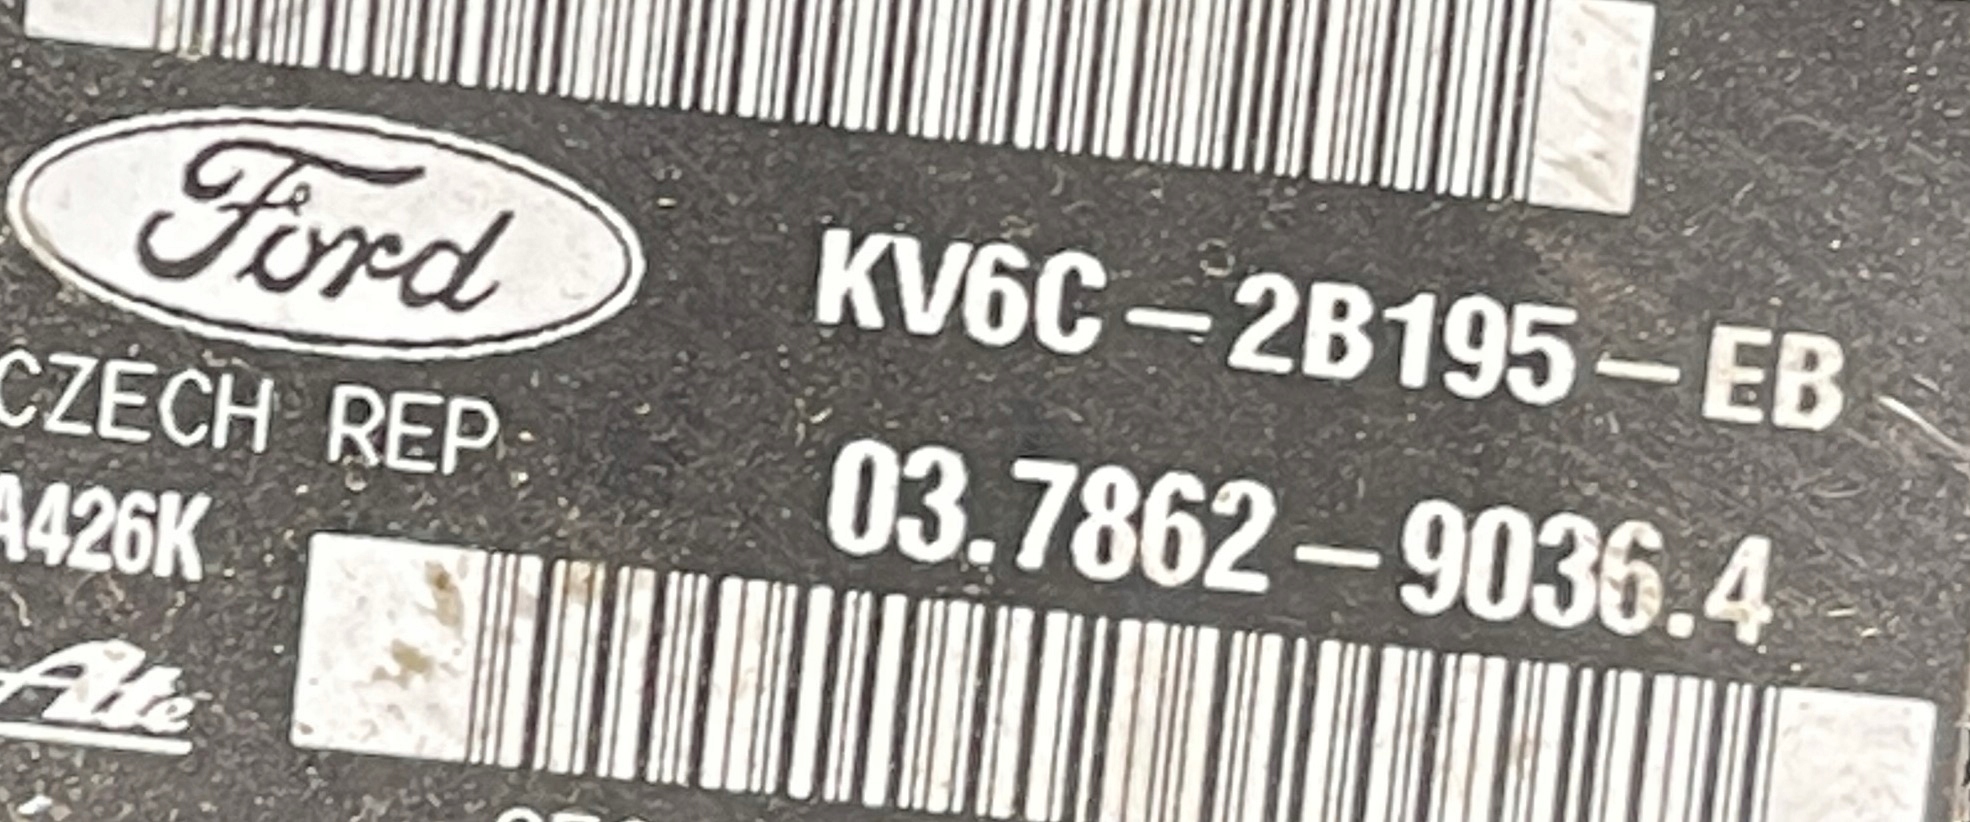 Ford
KV6C-2B195-EB
CZECH REP
03.7862-9036.4
A426K
Ate